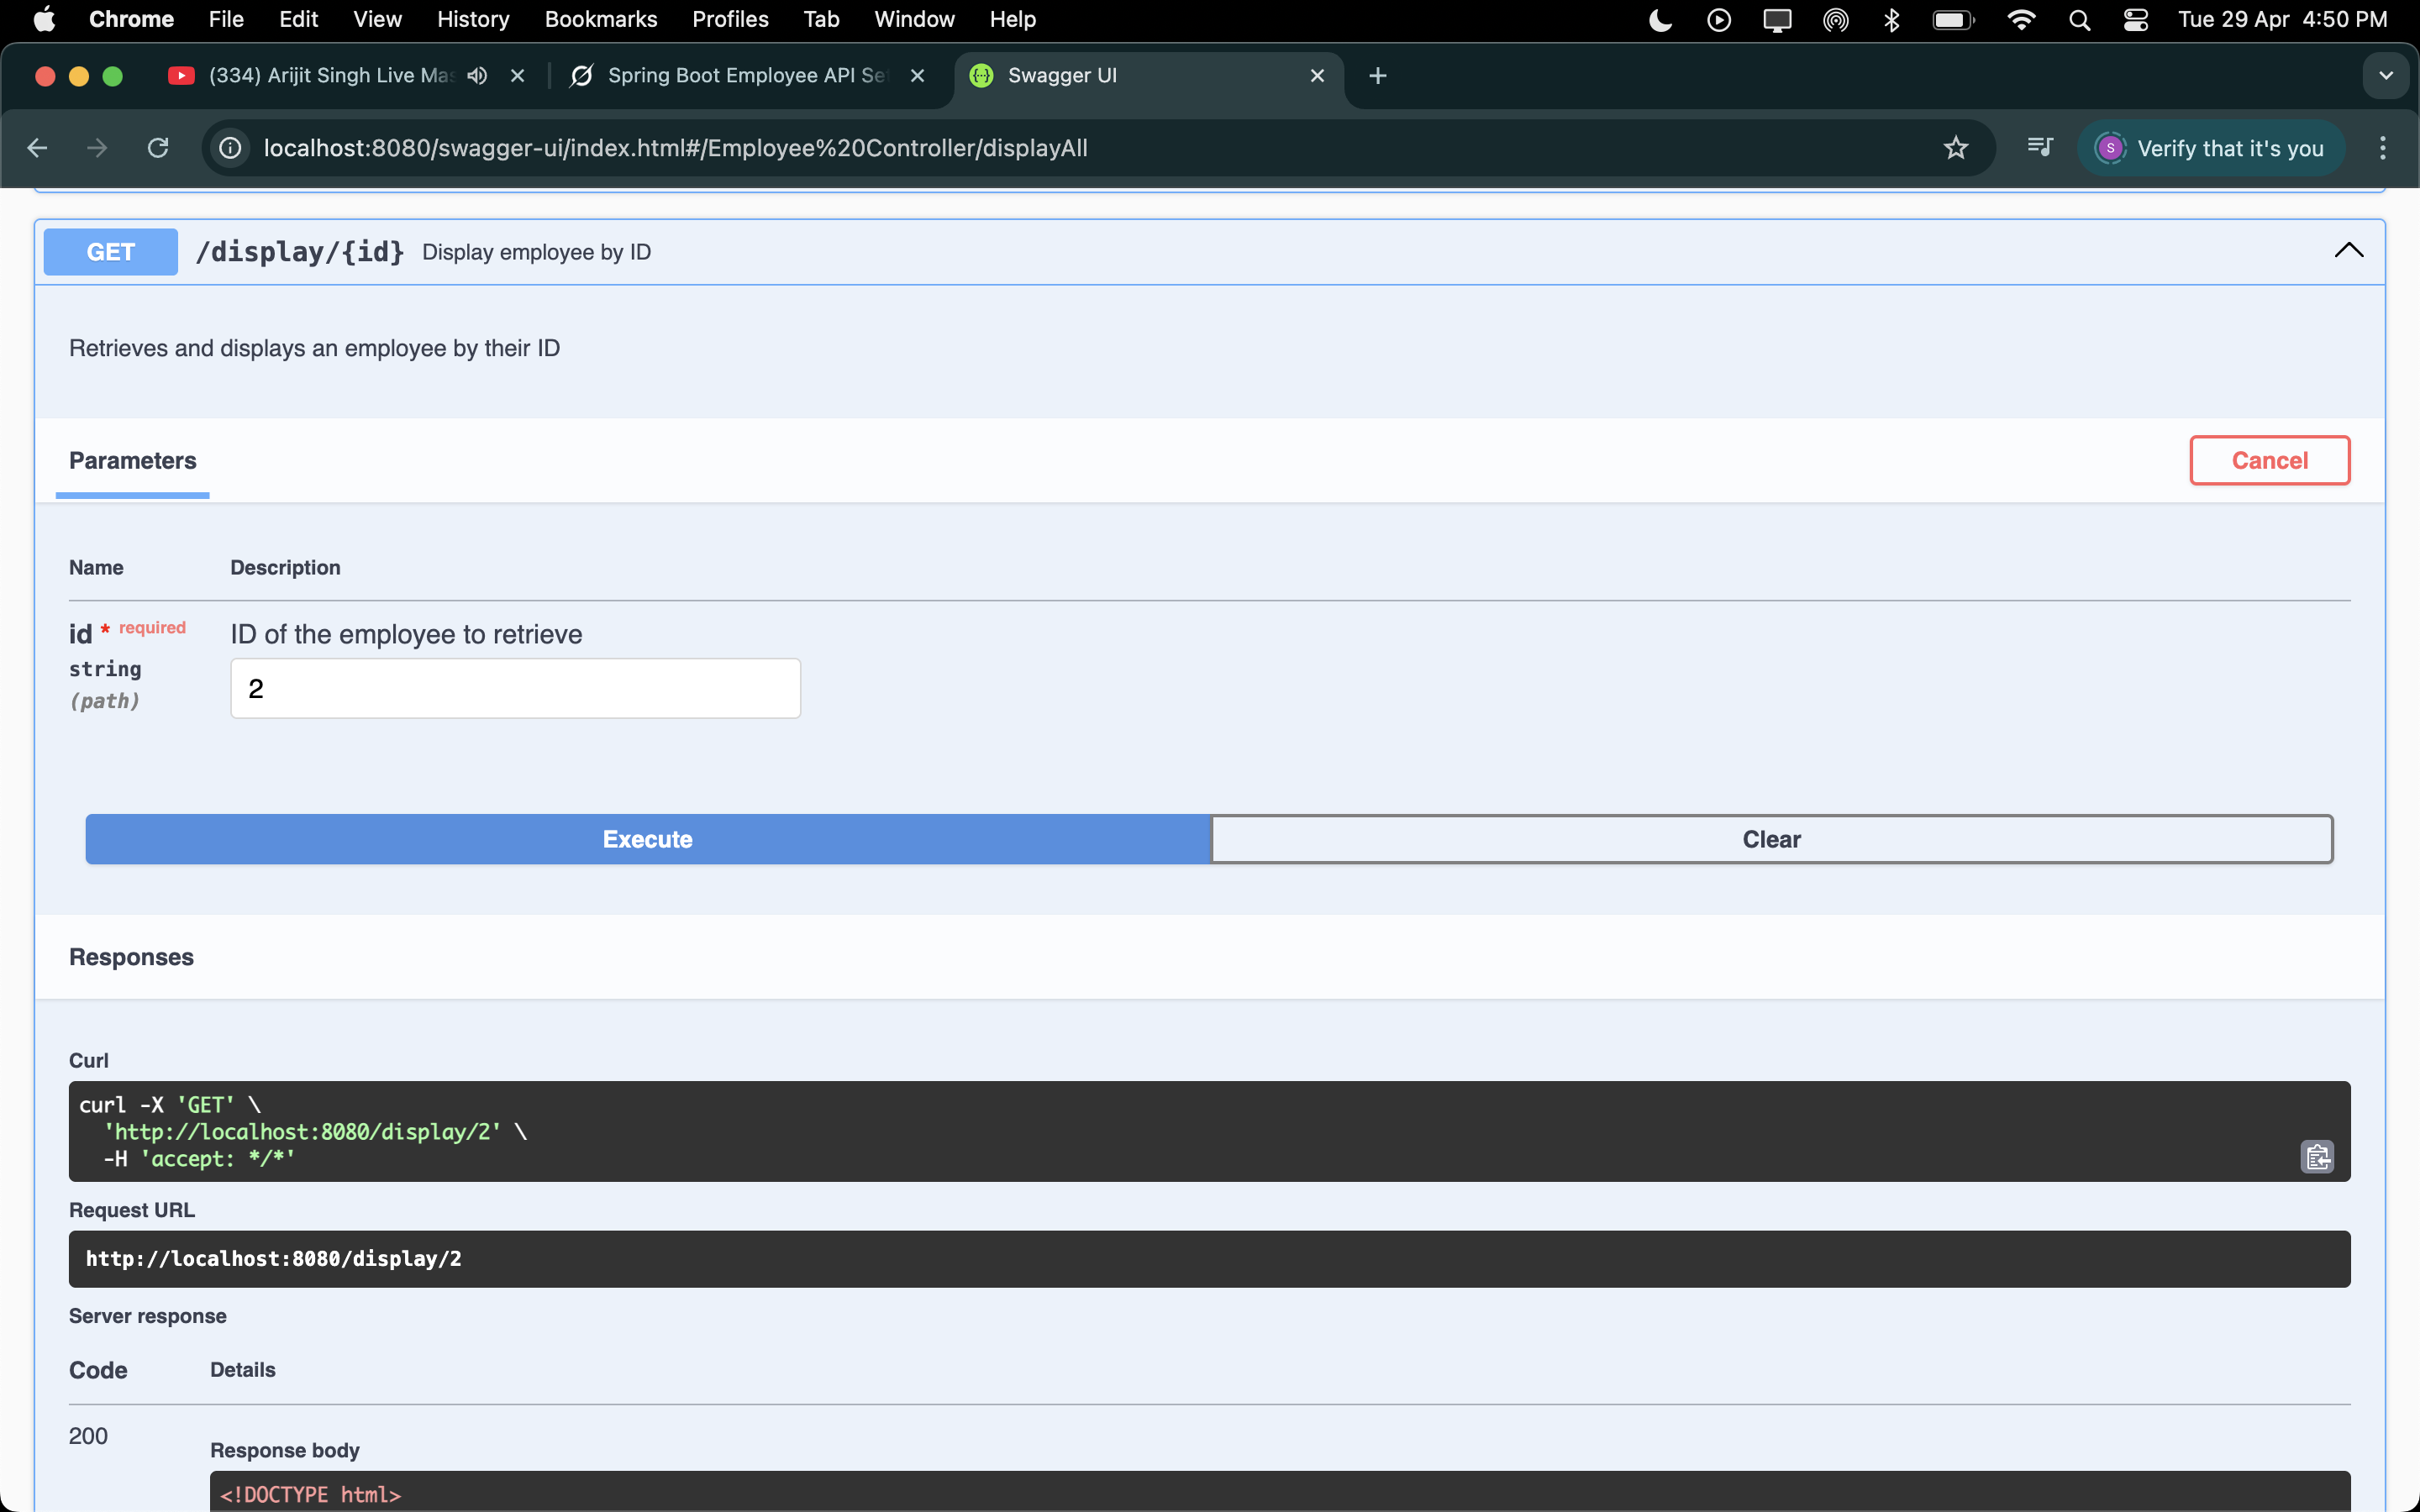 Chrome File Edit View History Bookmarks Profiles Tab Window Help Tue 29 Apr 4:50 PM
(334) Arijit Singh Live Mas Spring Boot Employee API Set Swagger UI
localhost:8080/swagger-ui/index.html#/Employee%20Controller/displayAll S Verify that it's you
GET /display/{id} Display employee by ID
Retrieves and displays an employee by their ID
Parameters Cancel
Name Description
id * required ID of the employee to retrieve
string
(path)
2
Execute Clear
Responses
Curl
curl -X 'GET' \
'http://localhost:8080/display/2' \
-H 'accept: */*'
Request URL
http://localhost:8080/display/2
Server response
Code Details
200
Response body
<!DOCTYPE html>